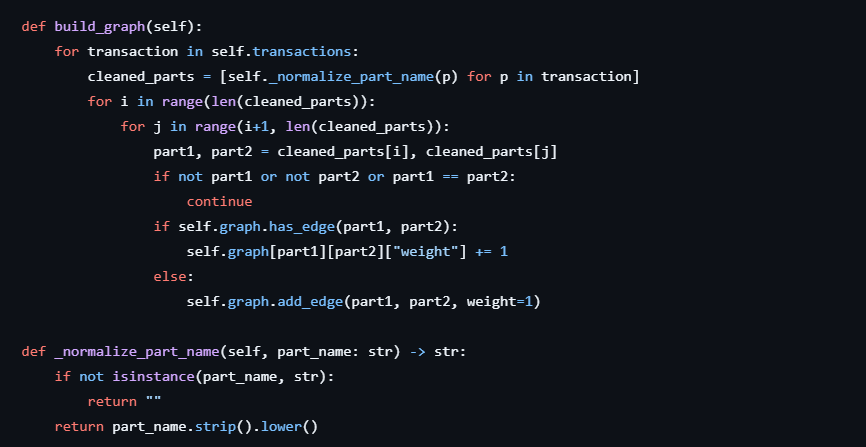 def build_graph(self):
    for transaction in self.transactions:
        cleaned_parts = [self._normalize_part_name(p) for p in transaction]
        for i in range(len(cleaned_parts)):
            for j in range(i+1, len(cleaned_parts)):
                part1, part2 = cleaned_parts[i], cleaned_parts[j]
                if not part1 or not part2 or part1 == part2:
                    continue
                if self.graph.has_edge(part1, part2):
                    self.graph[part1][part2]["weight"] += 1
                else:
                    self.graph.add_edge(part1, part2, weight=1)

def _normalize_part_name(self, part_name: str) -> str:
    if not isinstance(part_name, str):
        return ""
    return part_name.strip().lower()